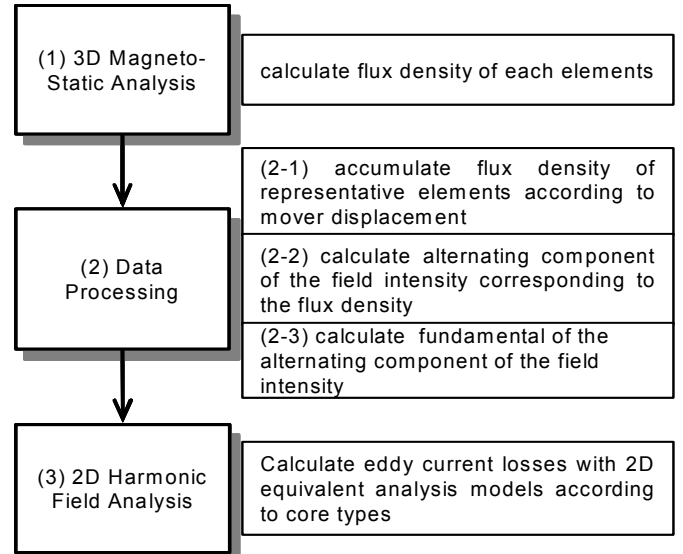 (1) 3D Magneto-
Static Analysis
calculate flux density of each elements
(2) Data
Processing
(2-1) accumulate flux density of
representative elements according to
mover displacement
(2-2) calculate alternating component
of the field intensity corresponding to
the flux density
(2-3) calculate fundamental of the
alternating component of the field
intensity
(3) 2D Harmonic
Field Analysis
Calculate eddy current losses with 2D
equivalent analysis models according
to core types